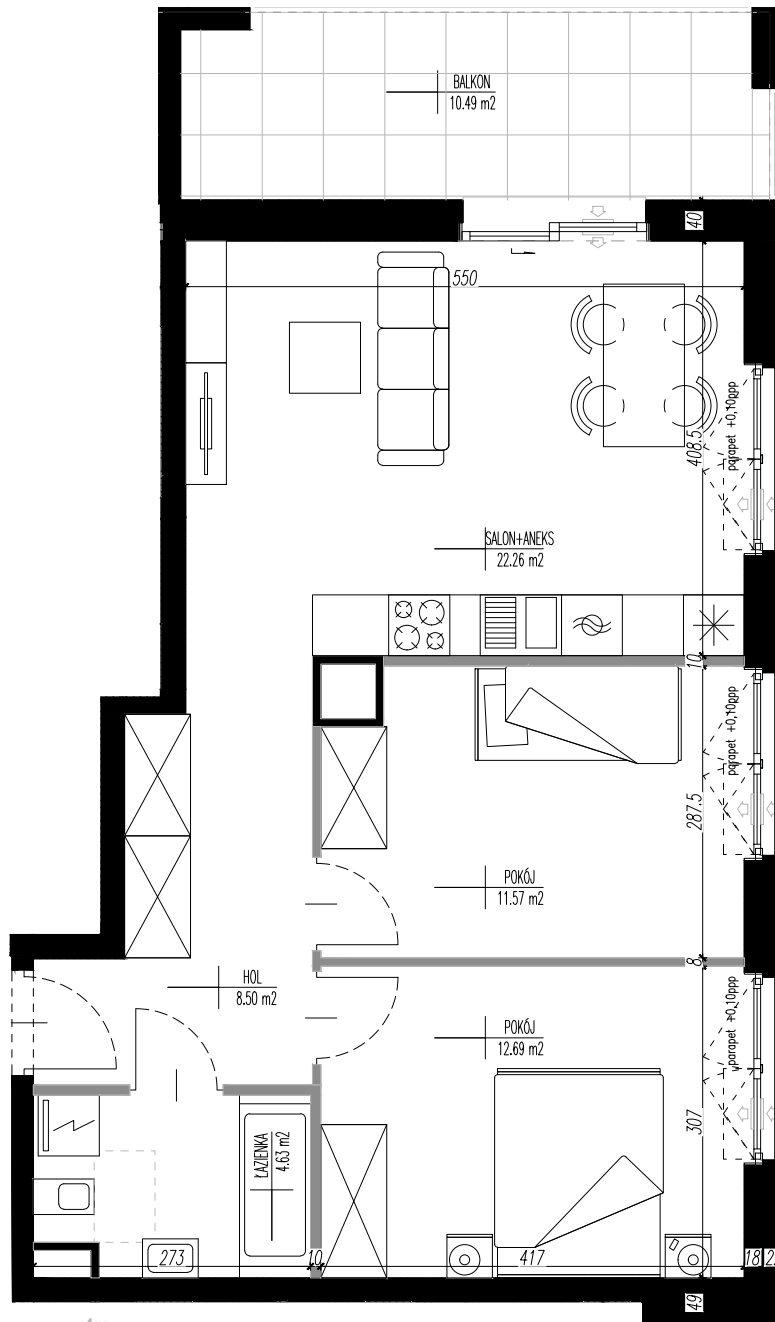 BALKON
10.49 m2
40
550
parapet +0,10ppp
408.5
SALON+ANEKS
22.26 m2
10
parapet +0,10ppp
287.5
POKÓJ
11.57 m2
8
HOL
8.50 m2
parapet +0,10ppp
POKÓJ
12.69 m2
307
ŁAZIENKA
4.63 m2
273
10
417
18
49